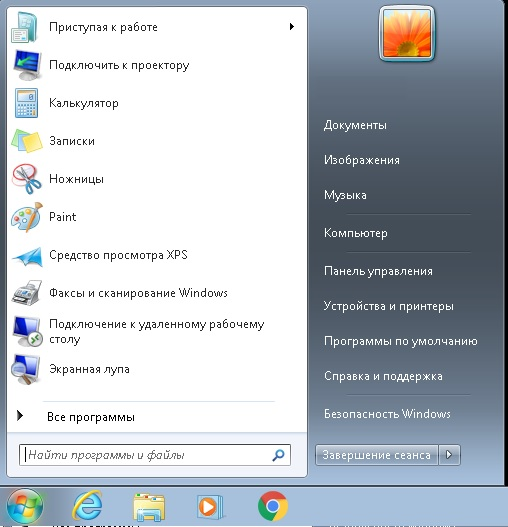 Приступая к работе
Подключить к проектору
Калькулятор
Записки
Ножницы
Paint
Средство просмотра XPS
Факсы и сканирование Windows
Подключение к удаленному рабочему
столу
Экранная лупа
Все программы
Найти программы и файлы
Документы
Изображения
Музыка
Компьютер
Панель управления
Устройства и принтеры
Программы по умолчанию
Справка и поддержка
Безопасность Windows
Завершение сеанса